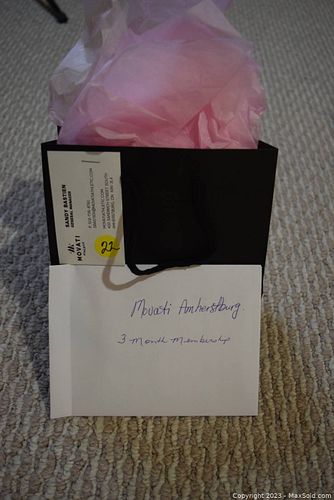 SANDY BASTIEN
GENERAL MANAGER
MOVATI
22
Movati Amherstburg.
3 Month Membership
Copyright 2023 - MaxSold.com